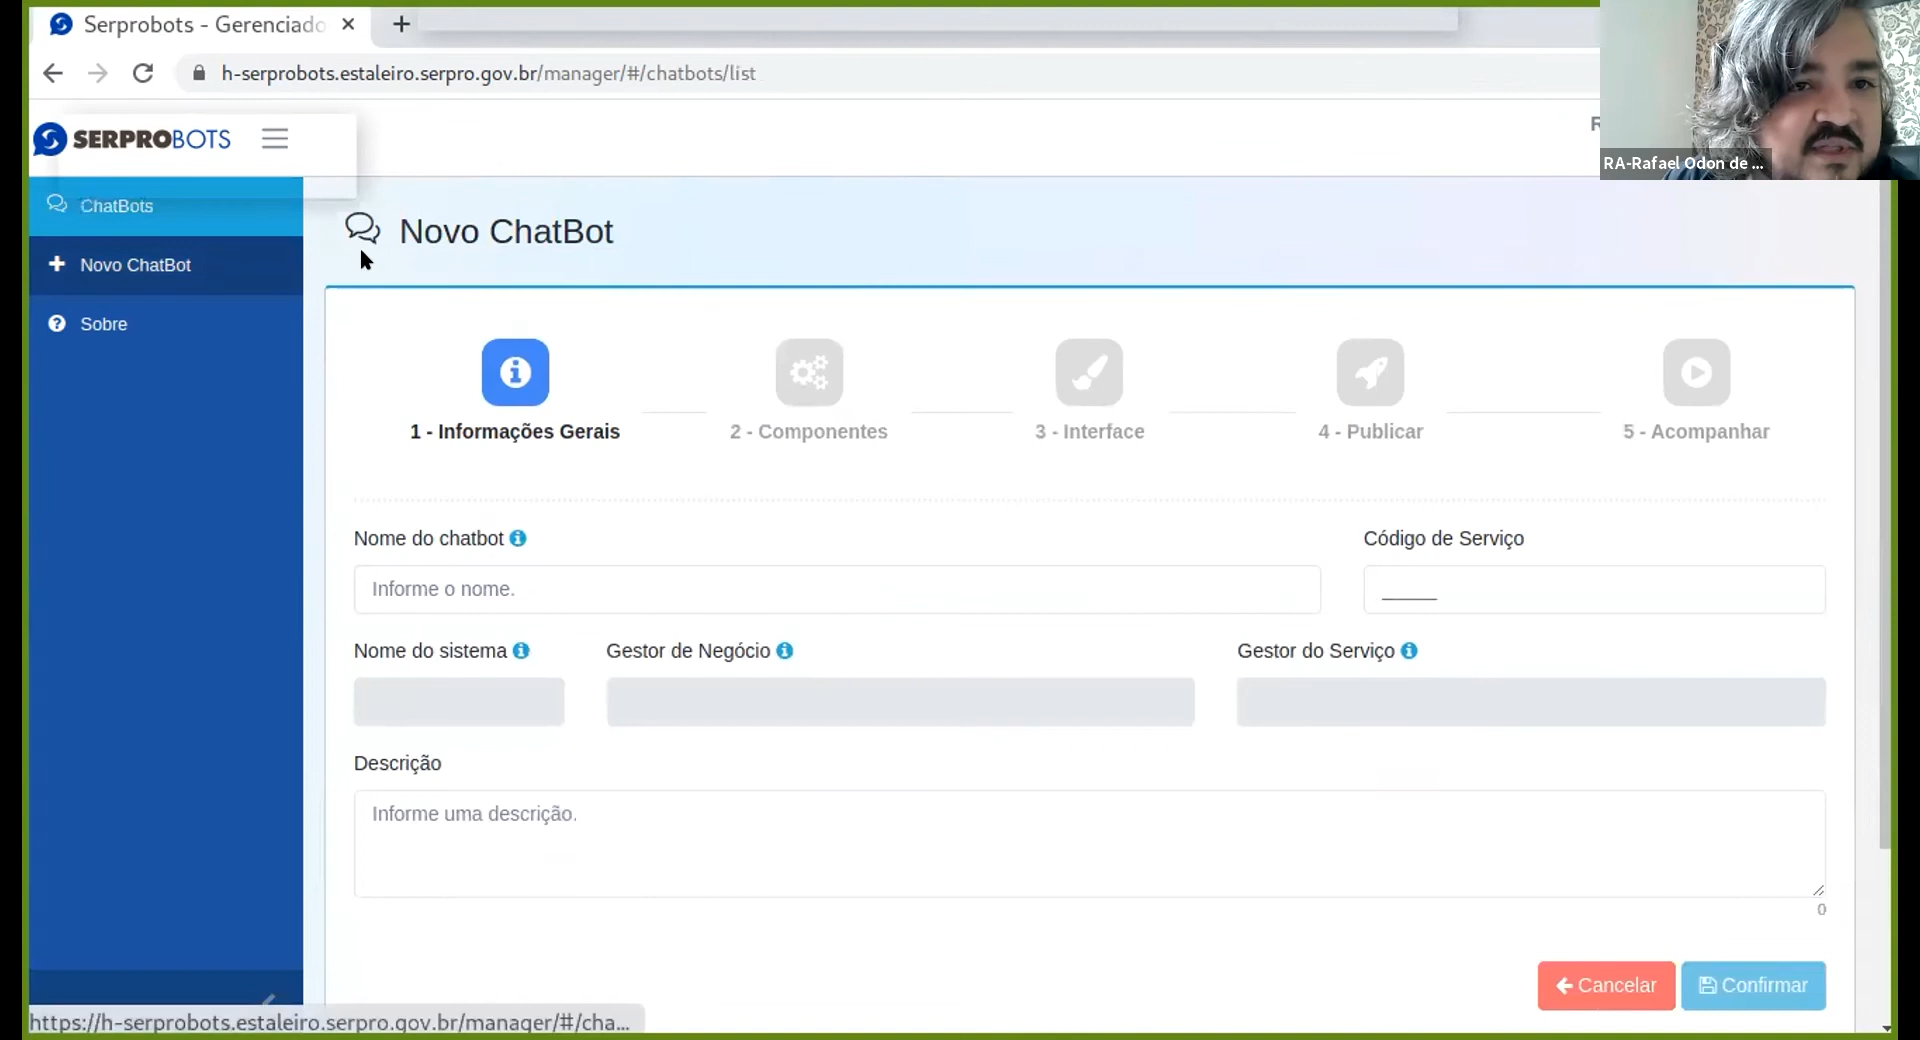 Serprobots - Gerenciado
h-serprobots.estaleiro.serpro.gov.br/manager/#/chatbots/list
SERPROBOTS
R
RA-Rafael Odon de ...
ChatBots
Novo ChatBot
Sobre
Novo ChatBot
1 - Informações Gerais
2 - Componentes
3 - Interface
4 - Publicar
5 - Acompanhar
Nome do chatbot
Código de Serviço
Informe o nome.
_____
Nome do sistema
Gestor de Negócio
Gestor do Serviço
Descrição
Informe uma descrição.
0
Cancelar
Confirmar
https://h-serprobots.estaleiro.serpro.gov.br/manager/#/cha...